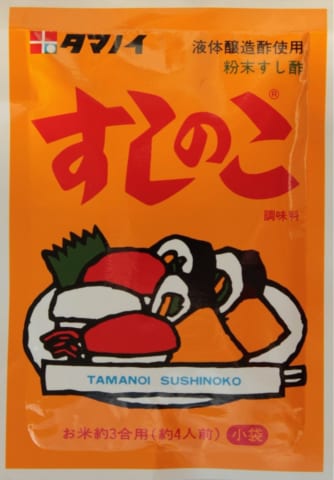 タマノイ
液体醸造酢使用
粉末すし酢
すしのこ®
調味料
TAMANOI SUSHINOKO
お米約3合用(約4人前) 小袋